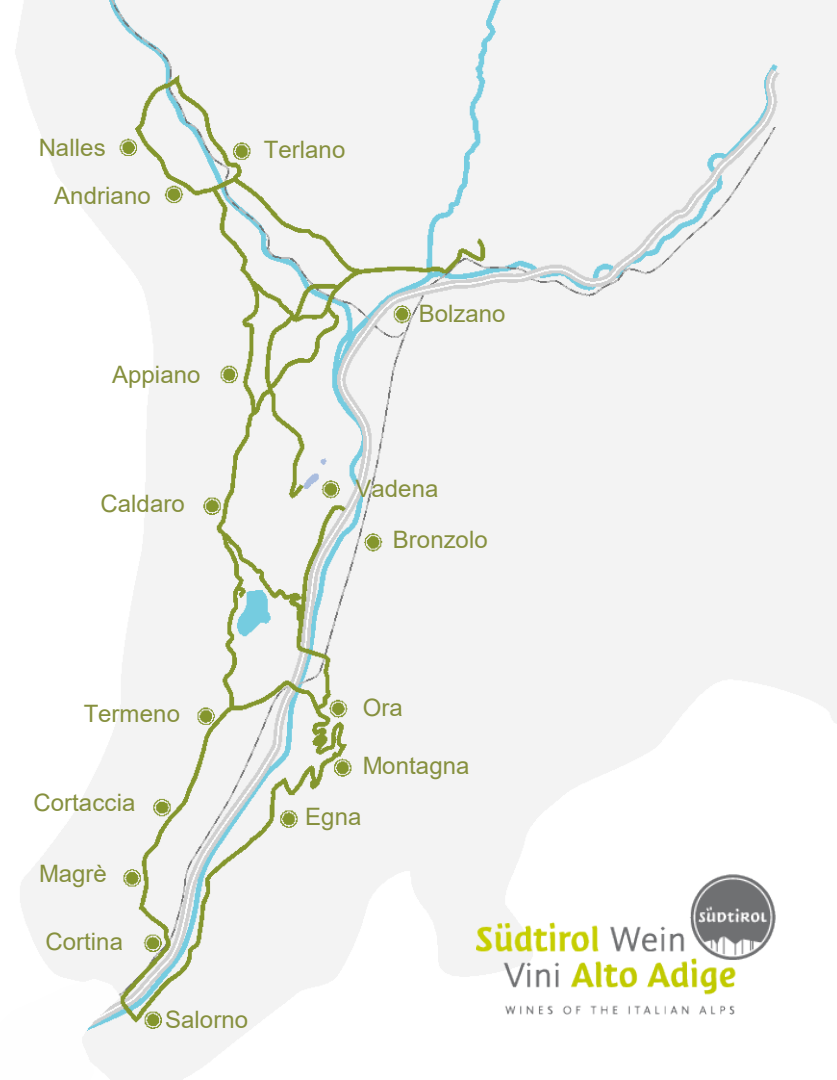 Nalles
Terlano
Andriano
Bolzano
Appiano
Vadena
Caldaro
Bronzolo
Termeno
Ora
Montagna
Cortaccia
Egna
Magrè
SÜDTIROL
Cortina
Südtirol Wein
Vini Alto Adige
WINES OF THE ITALIAN ALPS
Salorno